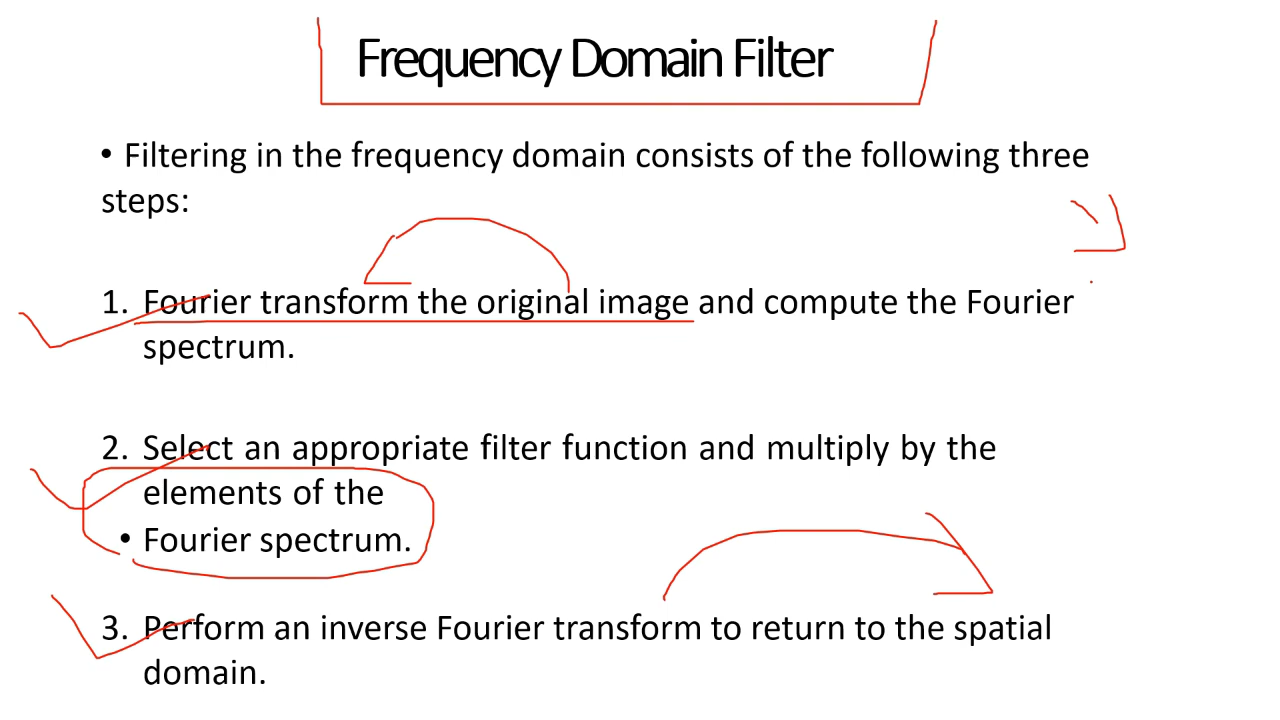 Frequency Domain Filter
• Filtering in the frequency domain consists of the following three
steps:
1. Fourier transform the original image and compute the Fourier
spectrum.
2. Select an appropriate filter function and multiply by the
elements of the
• Fourier spectrum.
3. Perform an inverse Fourier transform to return to the spatial
domain.